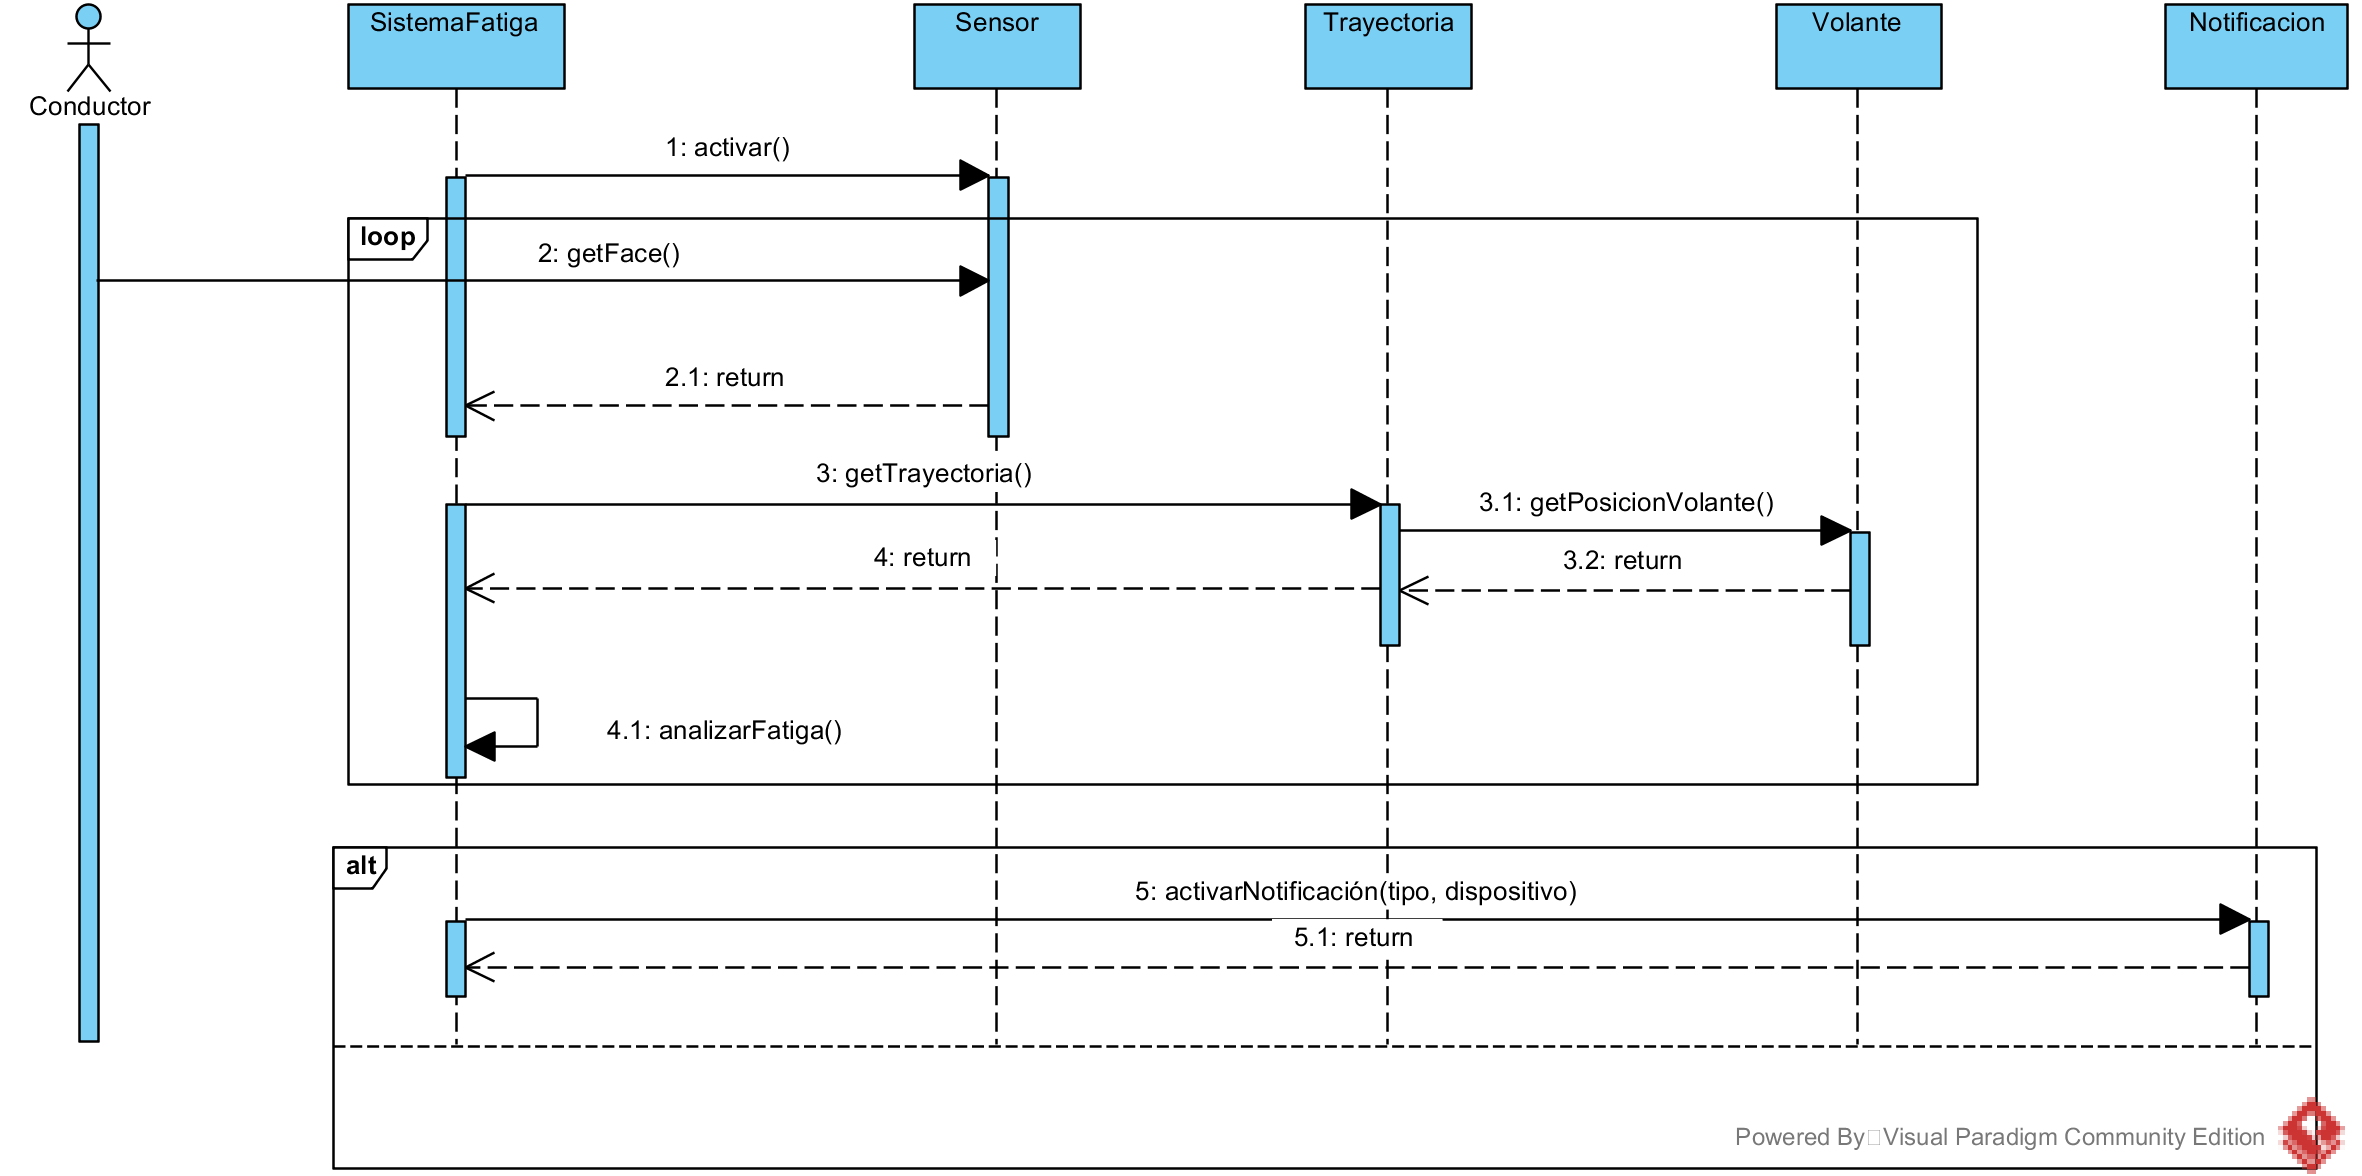 SistemaFatiga
Sensor
Trayectoria
Volante
Notificacion
Conductor
1: activar()
loop
2: getFace()
2.1: return
3: getTrayectoria()
3.1: getPosicionVolante()
4: return
3.2: return
4.1: analizarFatiga()
alt
5: activarNotificación(tipo, dispositivo)
5.1: return
Powered By Visual Paradigm Community Edition